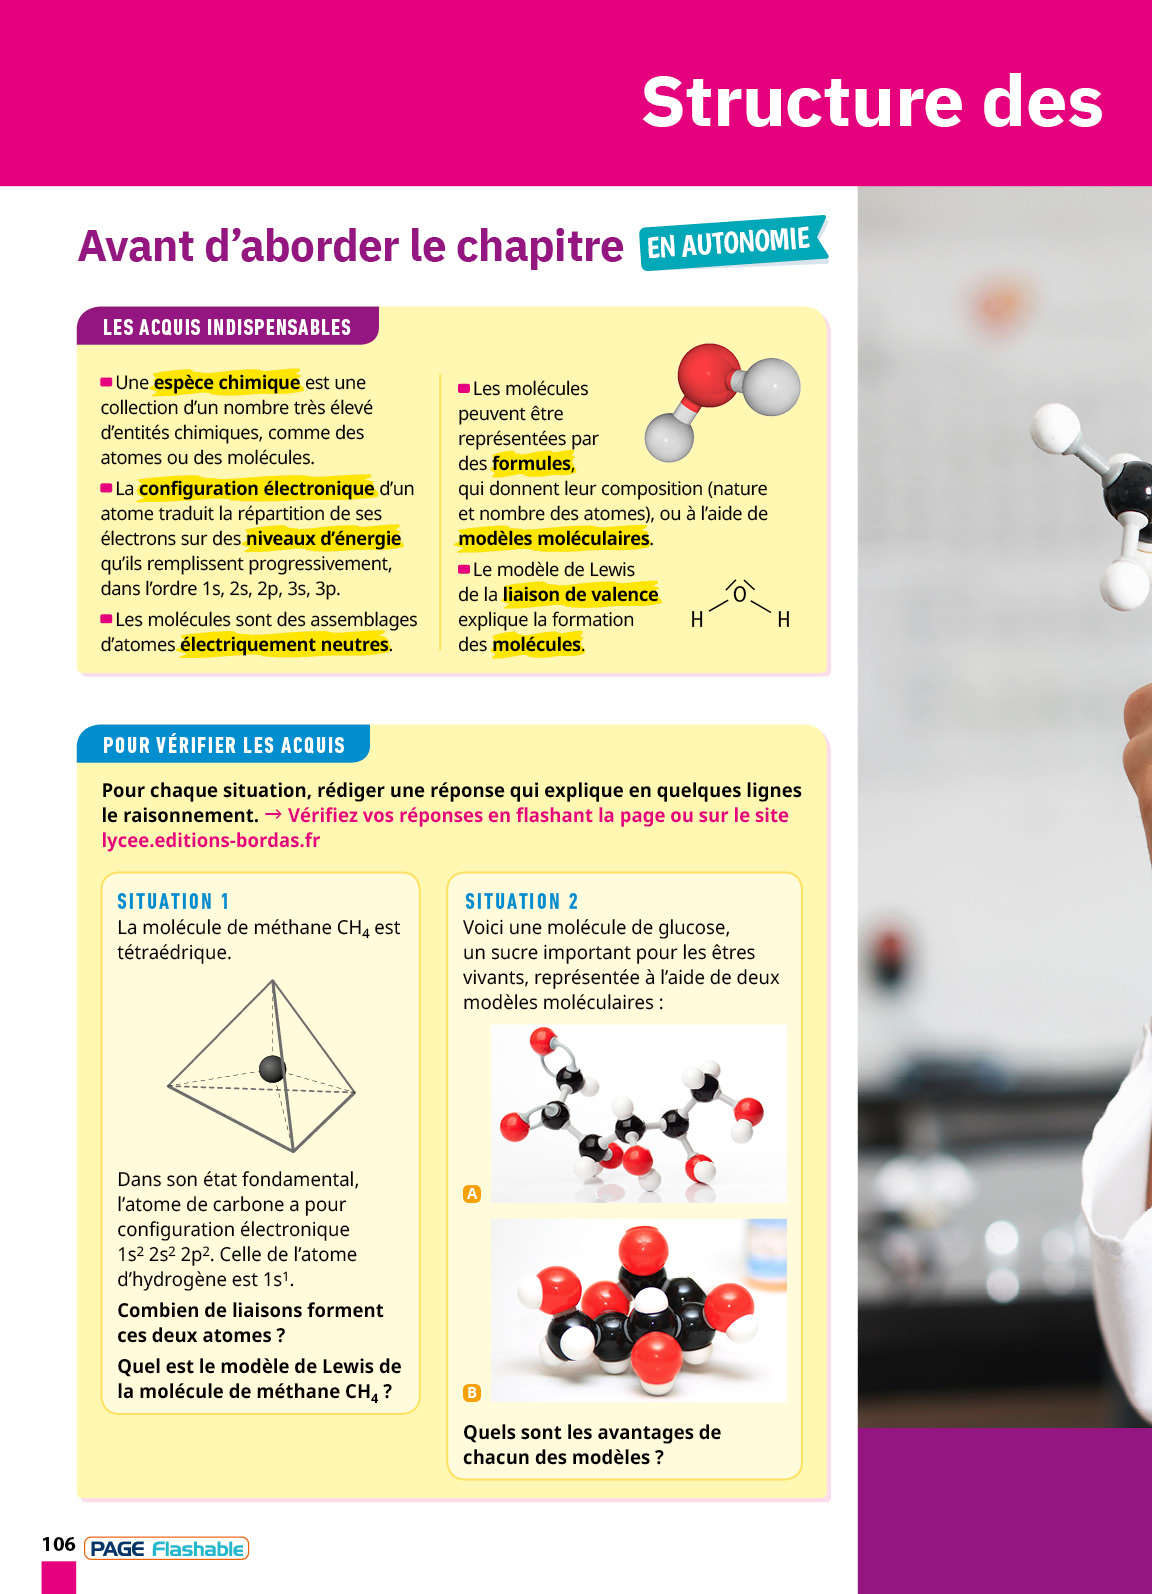 Structure des
Avant d’aborder le chapitre
EN AUTONOMIE
LES ACQUIS INDISPENSABLES
Une espèce chimique est une
collection d’un nombre très élevé
d’entités chimiques, comme des
atomes ou des molécules.
La configuration électronique d’un
atome traduit la répartition de ses
électrons sur des niveaux d’énergie
qu’ils remplissent progressivement,
dans l’ordre 1s, 2s, 2p, 3s, 3p.
Les molécules sont des assemblages
d’atomes électriquement neutres.
Les molécules
peuvent être
représentées par
des formules,
qui donnent leur composition (nature
et nombre des atomes), ou à l’aide de
modèles moléculaires.
Le modèle de Lewis
de la liaison de valence
explique la formation
des molécules.
O
H H
POUR VÉRIFIER LES ACQUIS
Pour chaque situation, rédiger une réponse qui explique en quelques lignes
le raisonnement. → Vérifiez vos réponses en flashant la page ou sur le site
lycee.editions-bordas.fr
SITUATION 1
La molécule de méthane CH₄ est
tétraédrique.
Dans son état fondamental,
l’atome de carbone a pour
configuration électronique
1s² 2s² 2p². Celle de l’atome
d’hydrogène est 1s¹.
Combien de liaisons forment
ces deux atomes ?
Quel est le modèle de Lewis de
la molécule de méthane CH₄ ?
SITUATION 2
Voici une molécule de glucose,
un sucre important pour les êtres
vivants, représentée à l’aide de deux
modèles moléculaires :
A
B
Quels sont les avantages de
chacun des modèles ?
106 PAGE Flashable